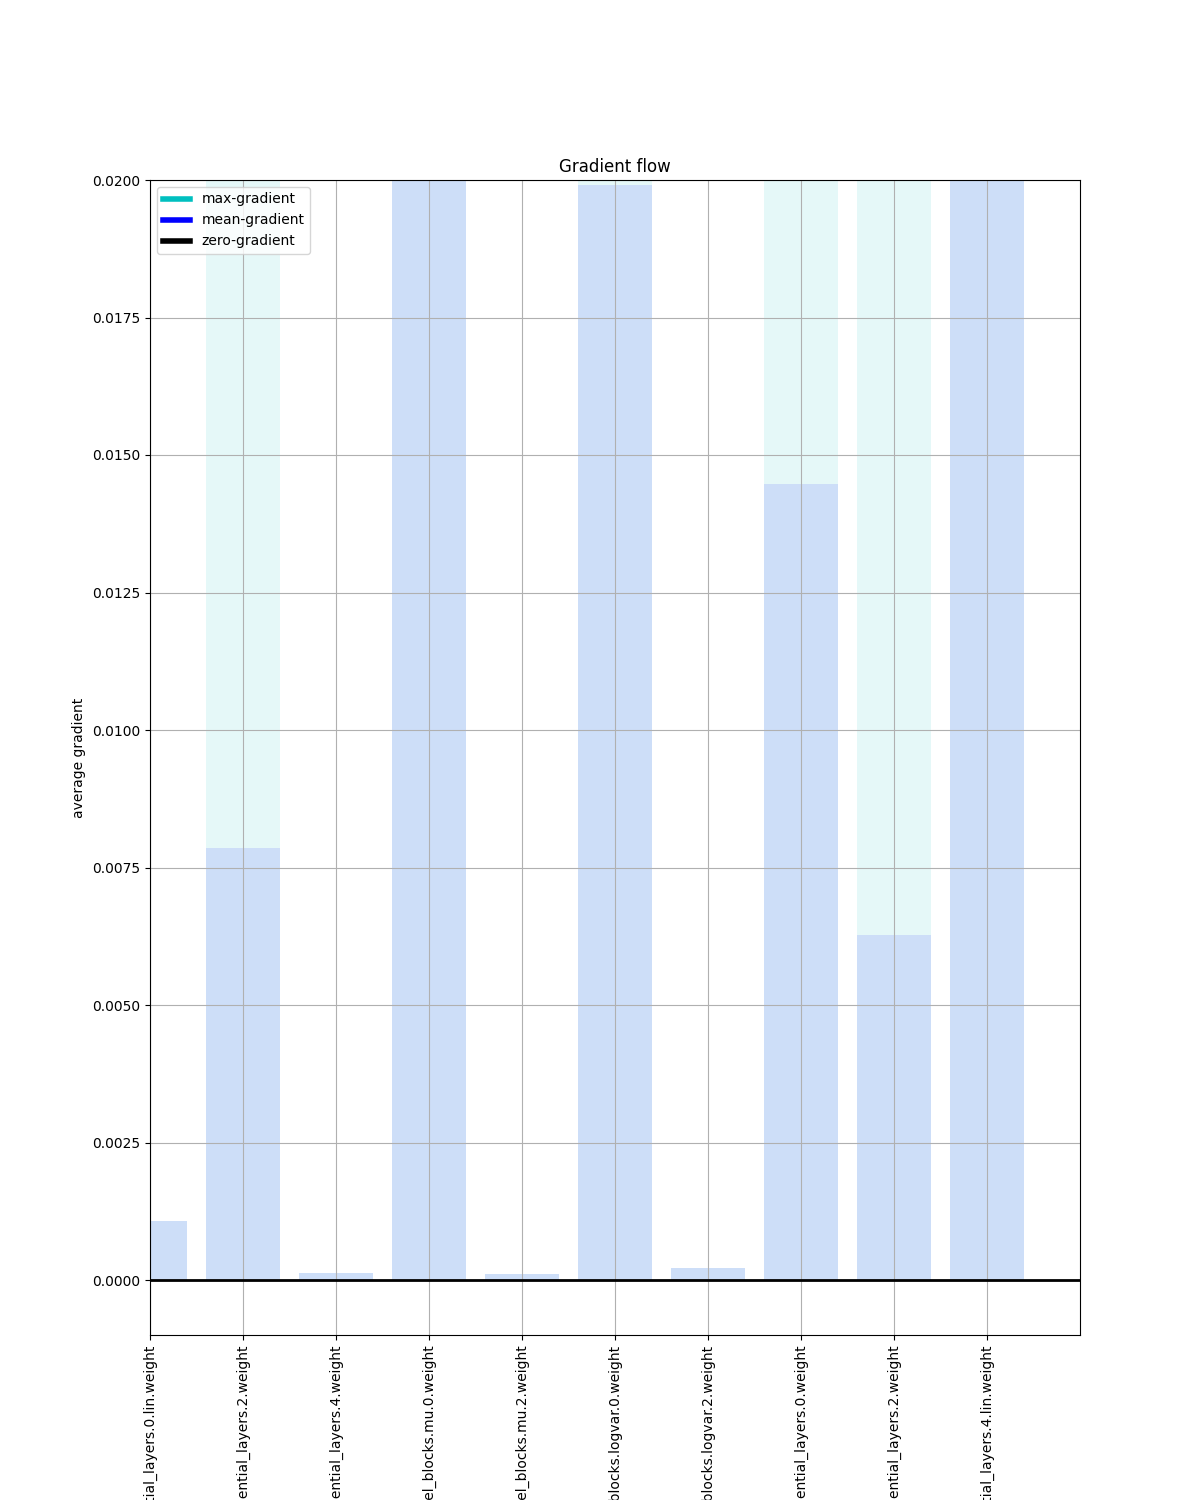 Gradient flow
max-gradient
mean-gradient
zero-gradient
average gradient
0.0200
0.0175
0.0150
0.0125
0.0100
0.0075
0.0050
0.0025
0.0000
tial_layers.0.lin.weight
ential_layers.2.weight
ential_layers.4.weight
el_blocks.mu.0.weight
el_blocks.mu.2.weight
blocks.logvar.0.weight
blocks.logvar.2.weight
ential_layers.0.weight
ential_layers.2.weight
tial_layers.4.lin.weight